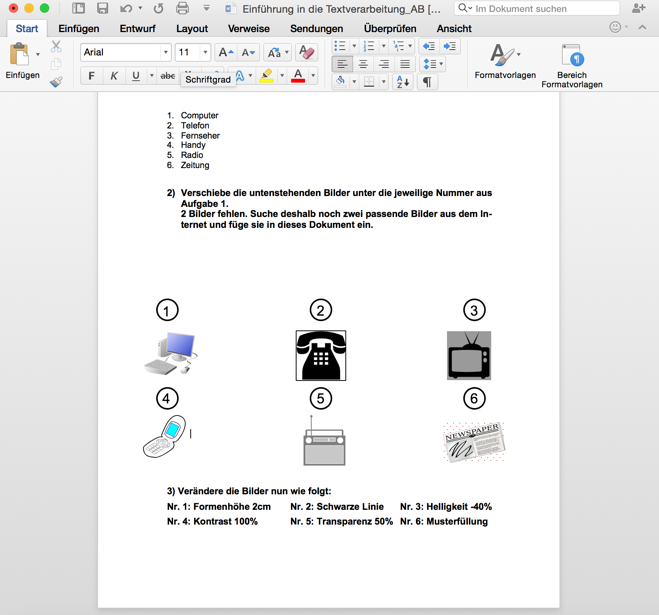 Einführung in die Textverarbeitung_AB [...
Im Dokument suchen
Start Einfügen Entwurf Layout Verweise Sendungen Überprüfen Ansicht
Einfügen
Arial
11
A A Aa A
F K U abc A A
Schriftgrad
Formatvorlagen
Bereich
Formatvorlagen
1. Computer
2. Telefon
3. Fernseher
4. Handy
5. Radio
6. Zeitung
2) Verschiebe die untenstehenden Bilder unter die jeweilige Nummer aus
Aufgabe 1.
2 Bilder fehlen. Suche deshalb noch zwei passende Bilder aus dem In-
ternet und füge sie in dieses Dokument ein.
1 2 3
4 5 6
NEWSPAPER
3) Verändere die Bilder nun wie folgt:
Nr. 1: Formenhöhe 2cm Nr. 2: Schwarze Linie Nr. 3: Helligkeit -40%
Nr. 4: Kontrast 100% Nr. 5: Transparenz 50% Nr. 6: Musterfüllung